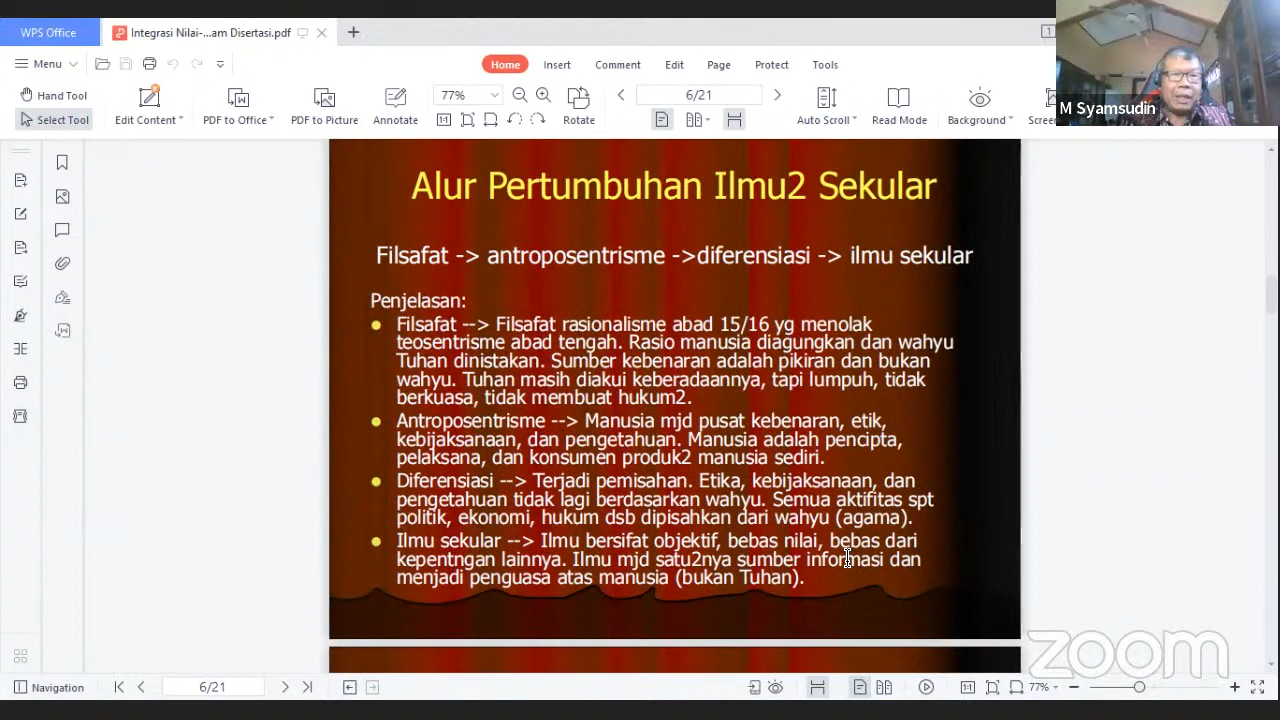 WPS Office
Integrasi Nilai-...am Disertasi.pdf
1
Menu
Home
Insert
Comment
Edit
Page
Protect
Tools
Hand Tool
Select Tool
Edit Content
PDF to Office
PDF to Picture
Annotate
77%
1:1
Rotate
6/21
Auto Scroll
Read Mode
Background
Screen
M Syamsudin
Alur Pertumbuhan Ilmu2 Sekular
Filsafat -> antroposentrisme ->diferensiasi -> ilmu sekular
Penjelasan:
Filsafat --> Filsafat rasionalisme abad 15/16 yg menolak
teosentrisme abad tengah. Rasio manusia diagungkan dan wahyu
Tuhan dinistakan. Sumber kebenaran adalah pikiran dan bukan
wahyu. Tuhan masih diakui keberadaannya, tapi lumpuh, tidak
berkuasa, tidak membuat hukum2.
Antroposentrisme --> Manusia mjd pusat kebenaran, etik,
kebijaksanaan, dan pengetahuan. Manusia adalah pencipta,
pelaksana, dan konsumen produk2 manusia sediri.
Diferensiasi --> Terjadi pemisahan. Etika, kebijaksanaan, dan
pengetahuan tidak lagi berdasarkan wahyu. Semua aktifitas spt
politik, ekonomi, hukum dsb dipisahkan dari wahyu (agama).
Ilmu sekular --> Ilmu bersifat objektif, bebas nilai, bebas dari
kepentngan lainnya. Ilmu mjd satu2nya sumber informasi dan
menjadi penguasa atas manusia (bukan Tuhan).
zoom
Navigation
6/21
1:1
77%